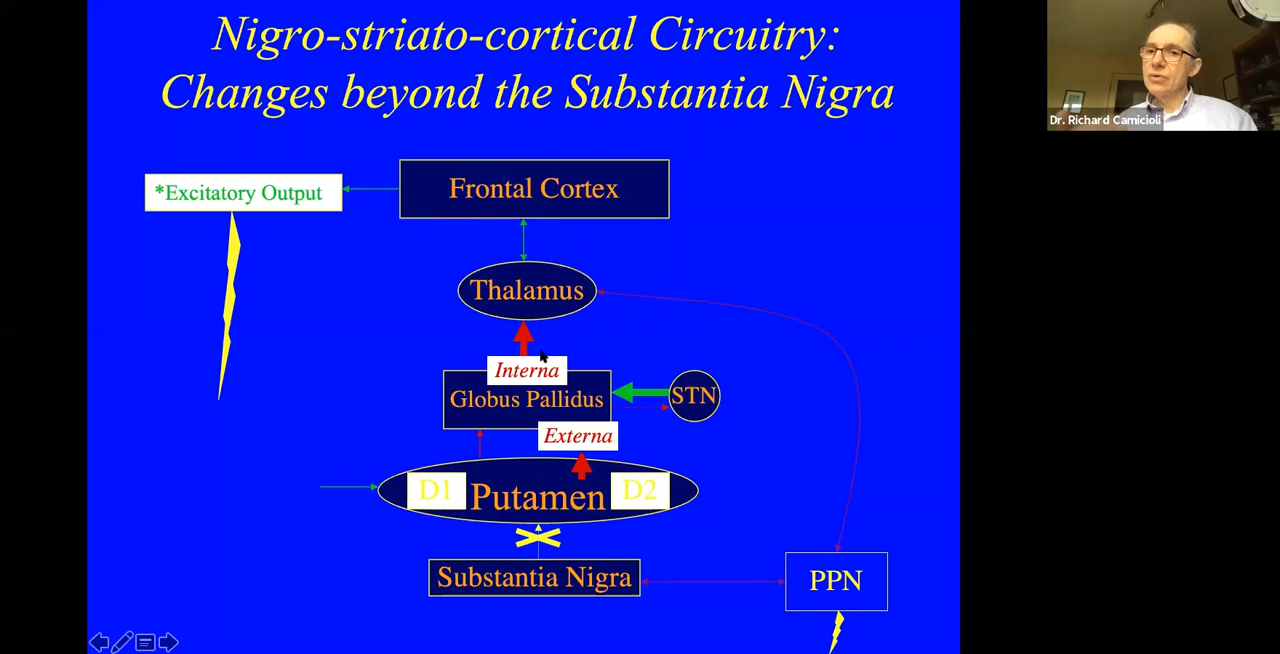 Nigro-striato-cortical Circuitry:
Changes beyond the Substantia Nigra
Dr. Richard Camicioli
*Excitatory Output
Frontal Cortex
Thalamus
Interna
Globus Pallidus
STN
Externa
D1
Putamen
D2
Substantia Nigra
PPN